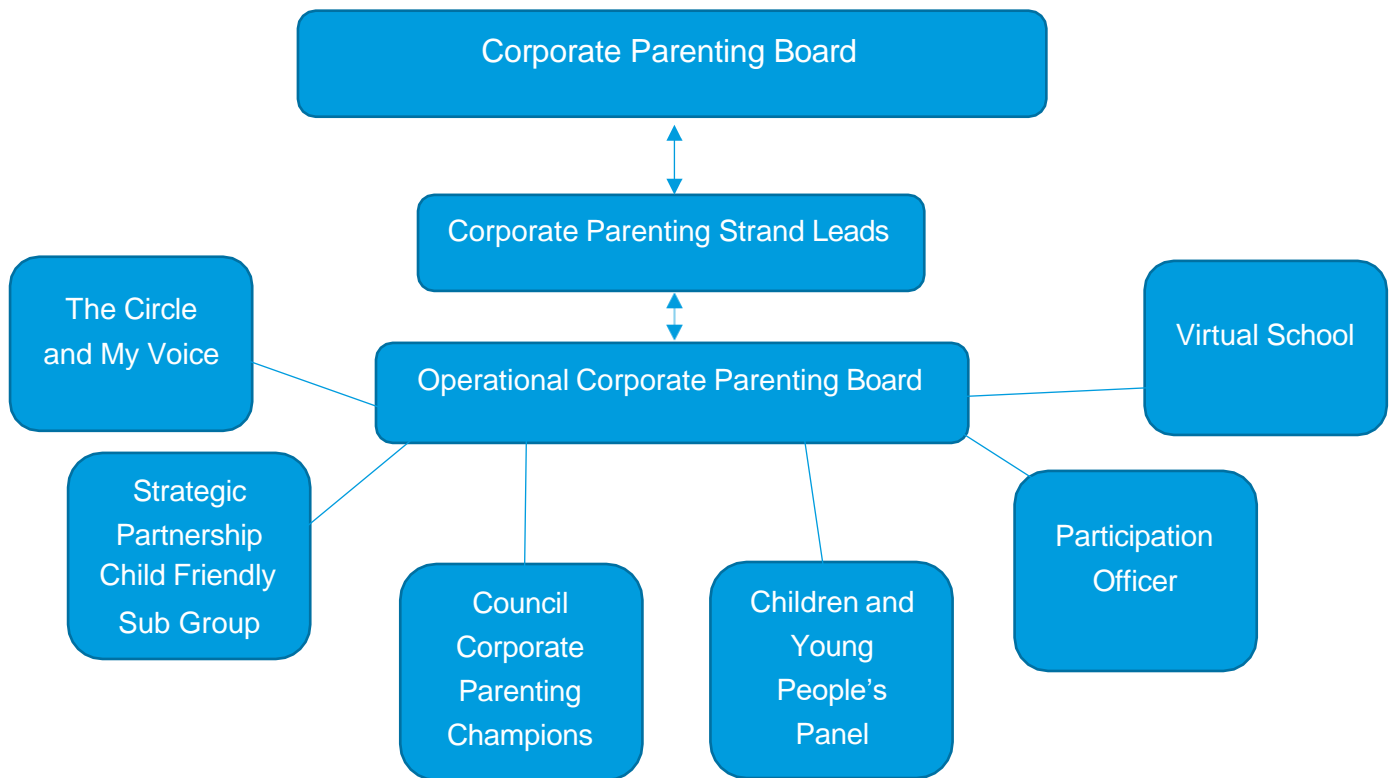 Corporate Parenting Board
Corporate Parenting Strand Leads
The Circle
and My Voice
Virtual School
Operational Corporate Parenting Board
Strategic
Partnership
Child Friendly
Sub Group
Participation
Officer
Council
Corporate
Parenting
Champions
Children and
Young
People’s
Panel